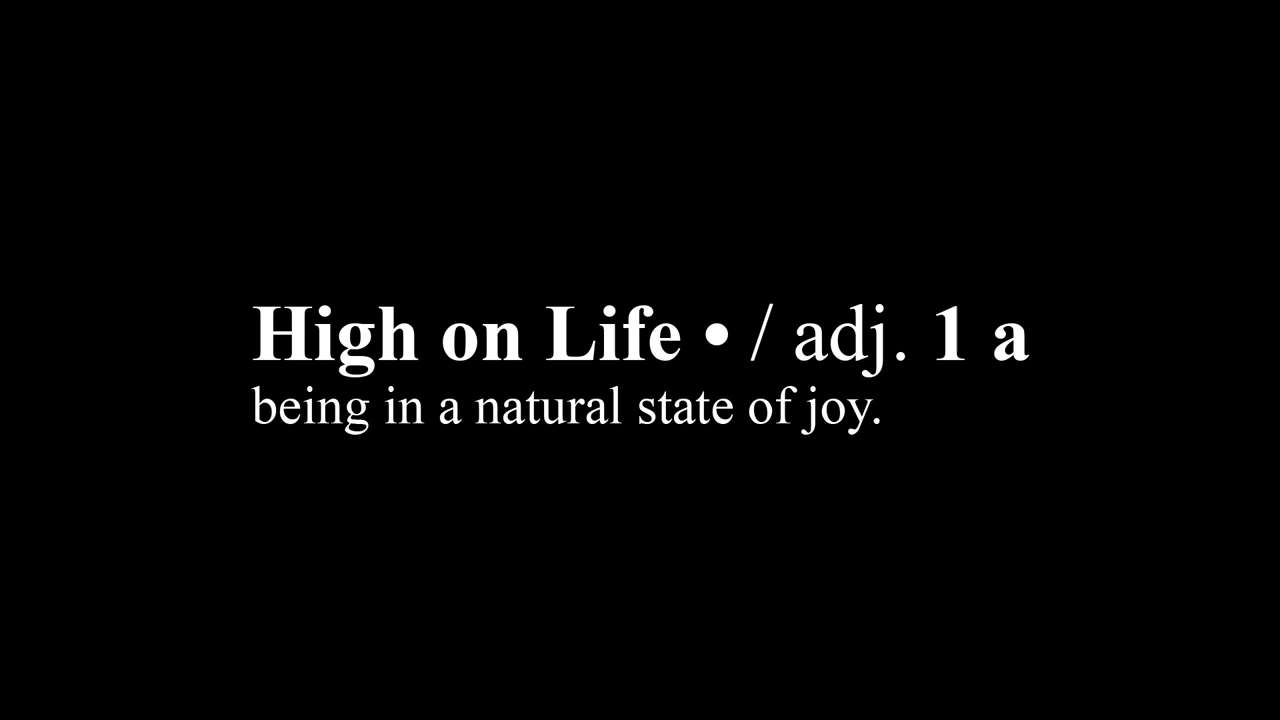 High on Life • / adj. 1 a
being in a natural state of joy.